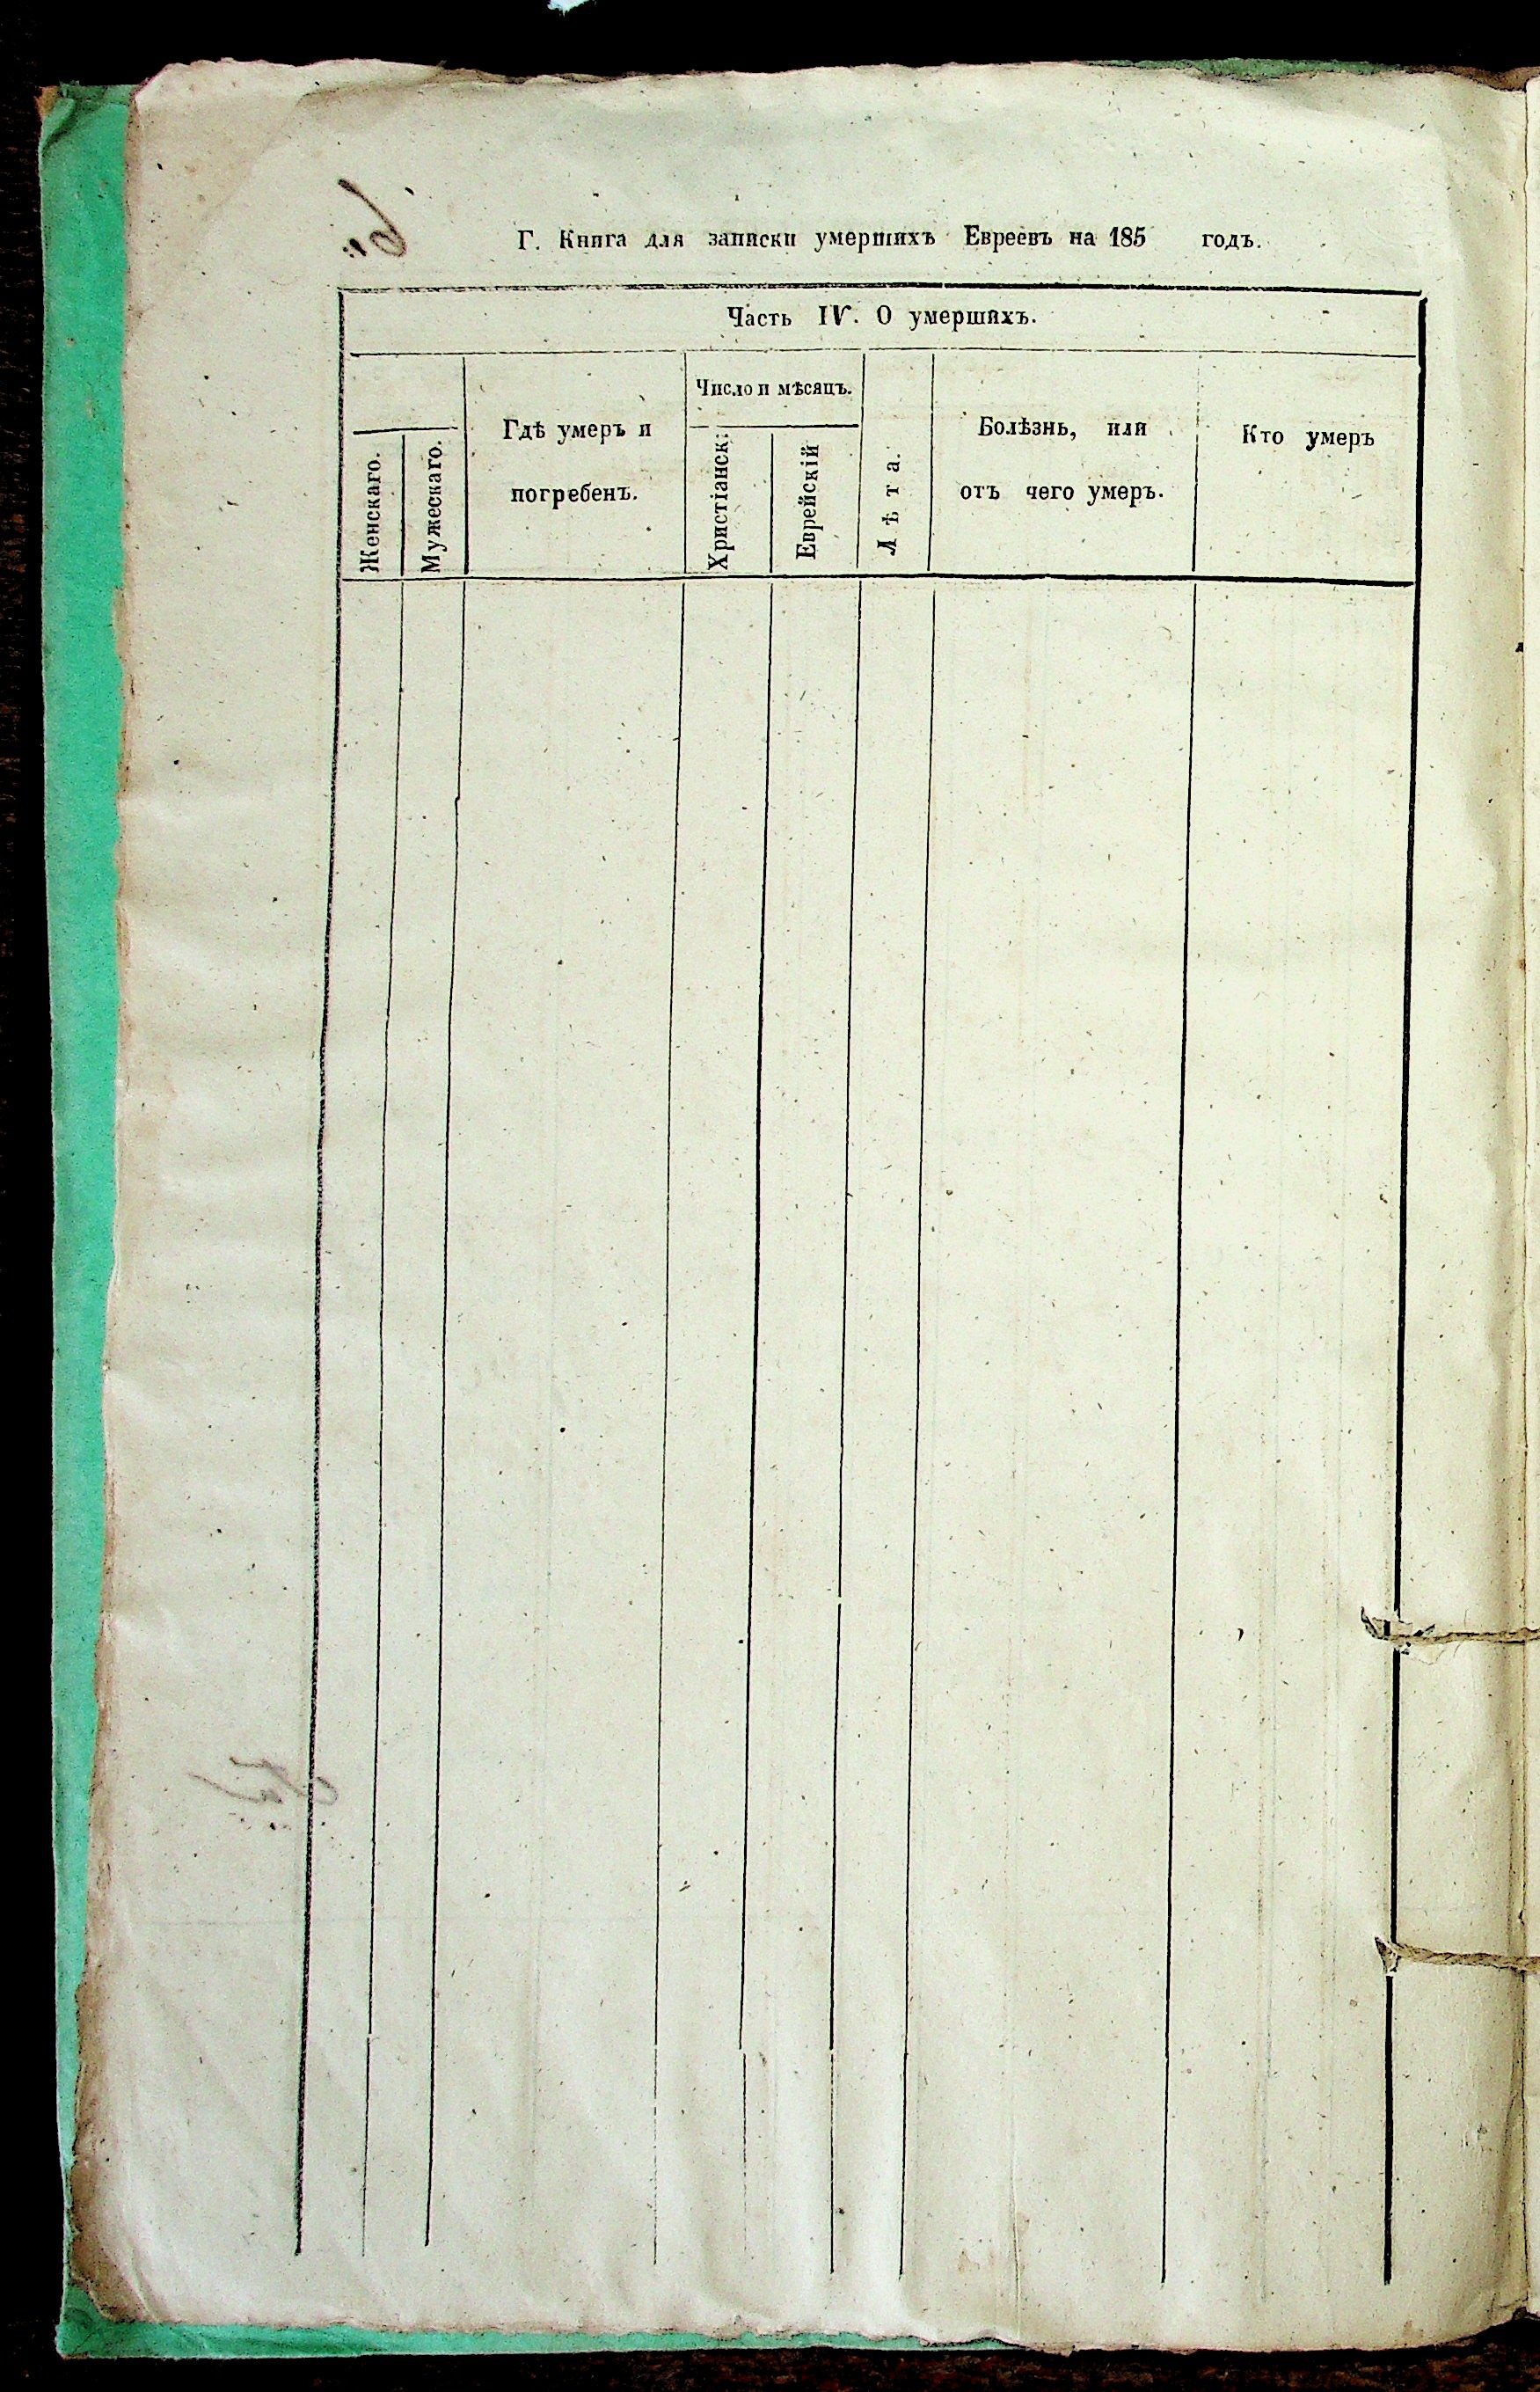 Г. Книга для записки умершихъ Евреевъ на 185 годъ.
Часть IV. О умершихъ.
Женскаго.
Мужескаго.
Гдѣ умеръ и
погребенъ.
Число и мѣсяцъ.
Христіанск.
Еврейскій
Лѣта.
Болѣзнь, или
отъ чего умеръ.
Кто умеръ